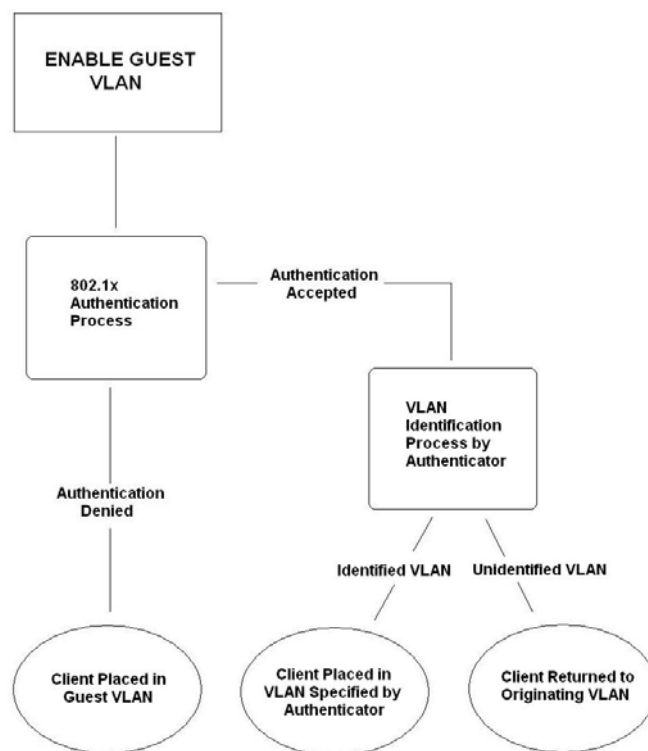 ENABLE GUEST
VLAN
802.1x
Authentication
Process
Authentication
Accepted
VLAN
Identification
Process by
Authenticator
Authentication
Denied
Identified VLAN
Unidentified VLAN
Client Placed in
Guest VLAN
Client Placed in
VLAN Specified by
Authenticator
Client Returned to
Originating VLAN